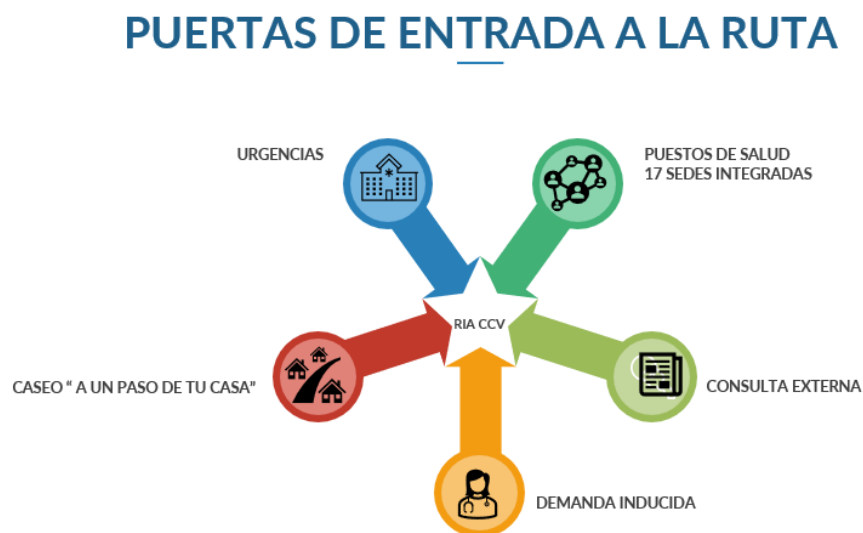 PUERTAS DE ENTRADA A LA RUTA
URGENCIAS
PUESTOS DE SALUD
17 SEDES INTEGRADAS
RIA CCV
CASEO “ A UN PASO DE TU CASA”
CONSULTA EXTERNA
DEMANDA INDUCIDA